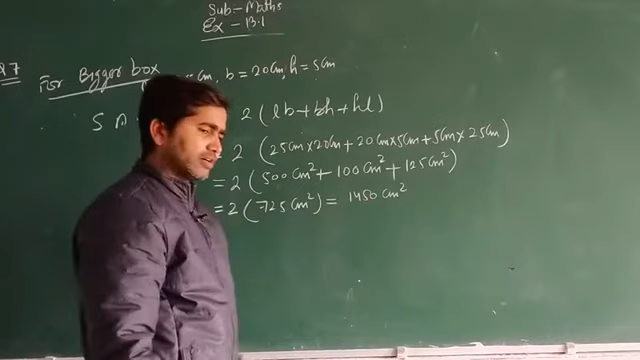 Sub - Maths
Ex - 13.1
Q7 For Bigger box cm, b = 20cm, h = 5cm
S A 2 (lb + bh + hl)
2 (25cm × 20cm + 20cm × 5cm + 5cm × 25cm)
= 2 (500 cm² + 100 cm² + 125 cm²)
= 2 (725 cm²) = 1450 cm²